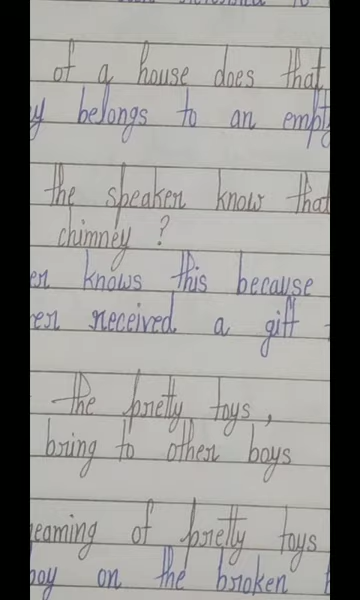 of a house does that
belongs to an empty
the speaker know that
chimney ?
knows this because
received a gift
the pretty toys,
bring to other boys
of pretty toys
boy on the broken